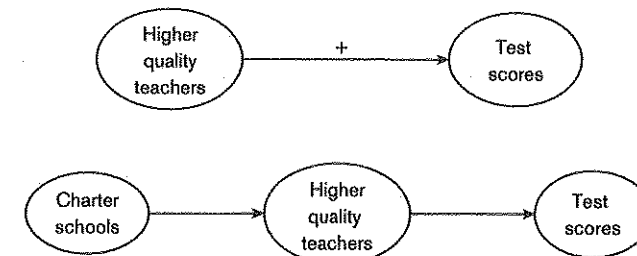 Higher
quality
teachers
+
Test
scores
Charter
schools
Higher
quality
teachers
Test
scores